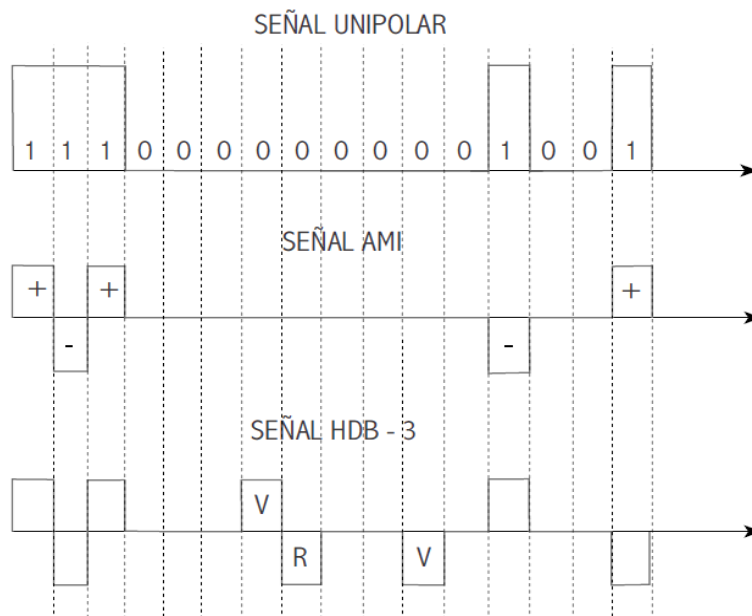 SEÑAL UNIPOLAR
1 1 1 0 0 0 0 0 0 0 0 0 1 0 0 1
SEÑAL AMI
+ + +
- -
SEÑAL HDB - 3
V
R V